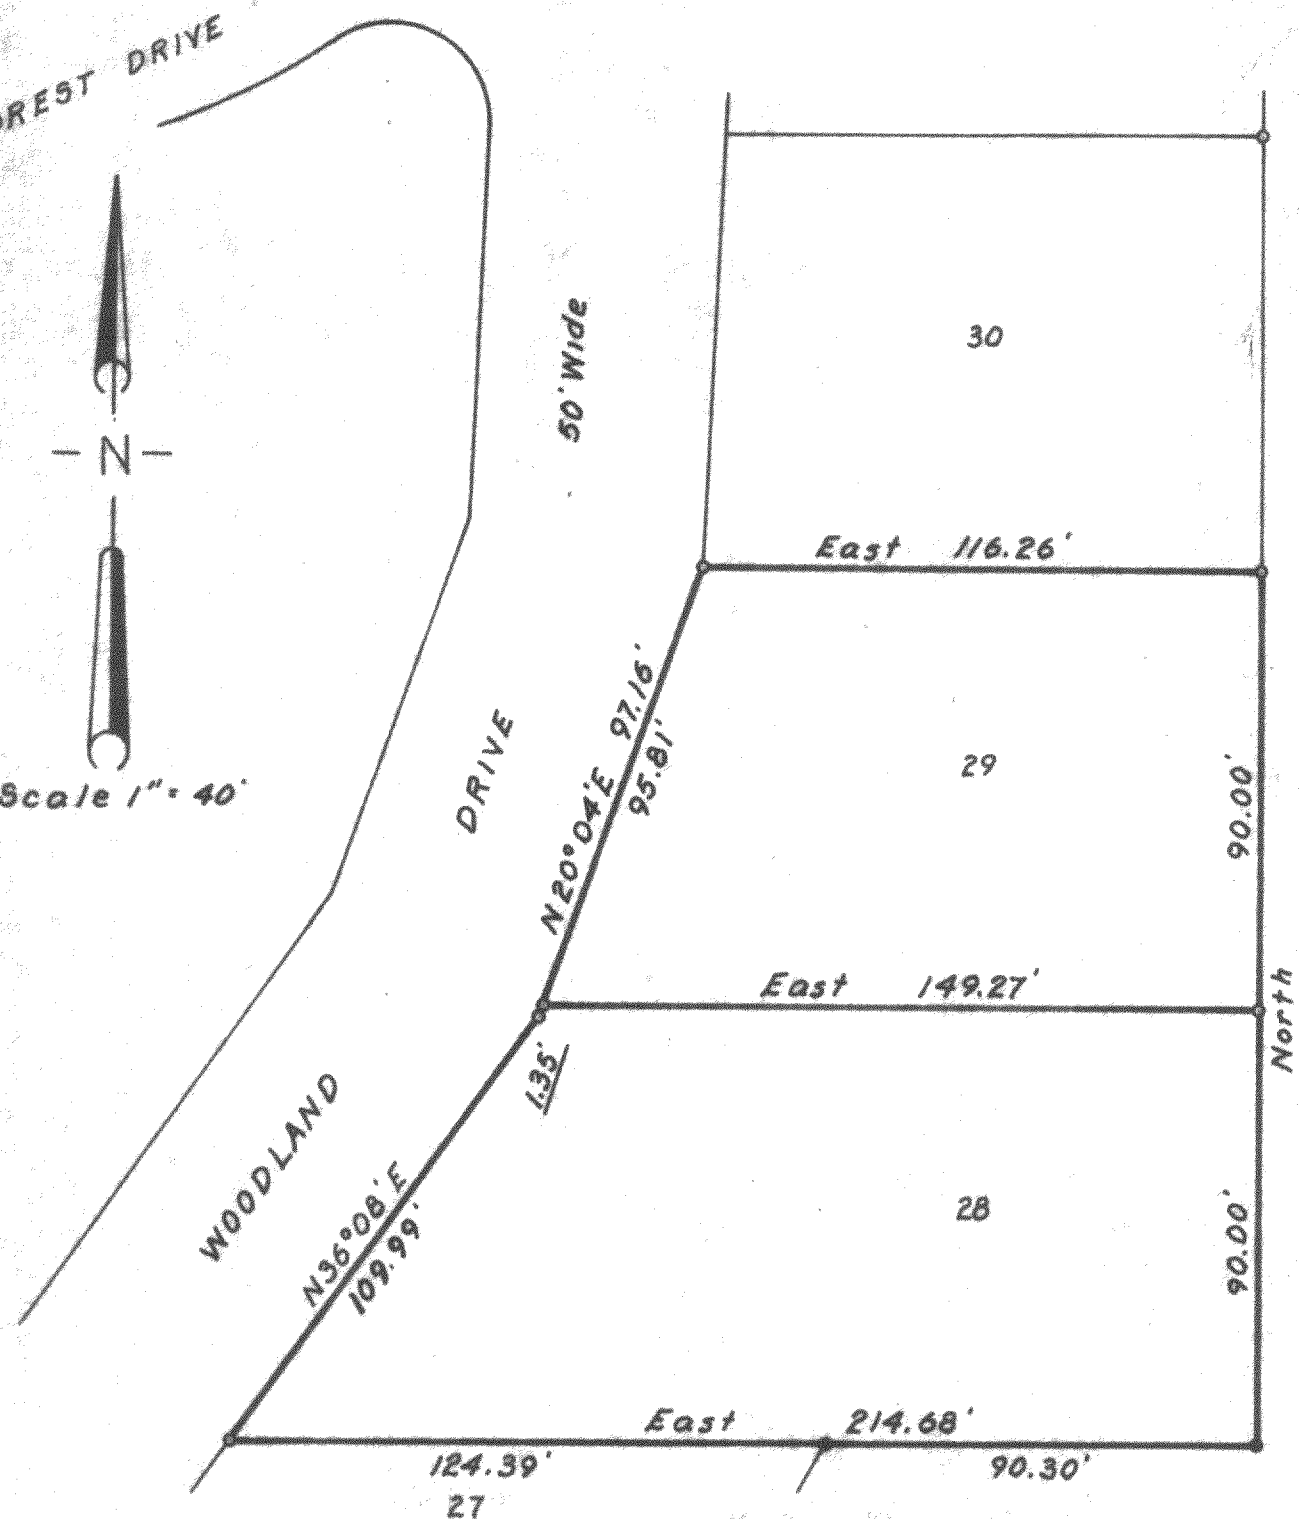 REST DRIVE
N
Scale 1" = 40'
50' Wide
30
East 116.26'
N 20° 04' E 97.16'
95.81'
DRIVE
29
90.00'
East 149.27'
North
1.35'
WOODLAND
N 36° 08' E
109.99'
28
90.00'
East 214.68'
124.39'
90.30'
27